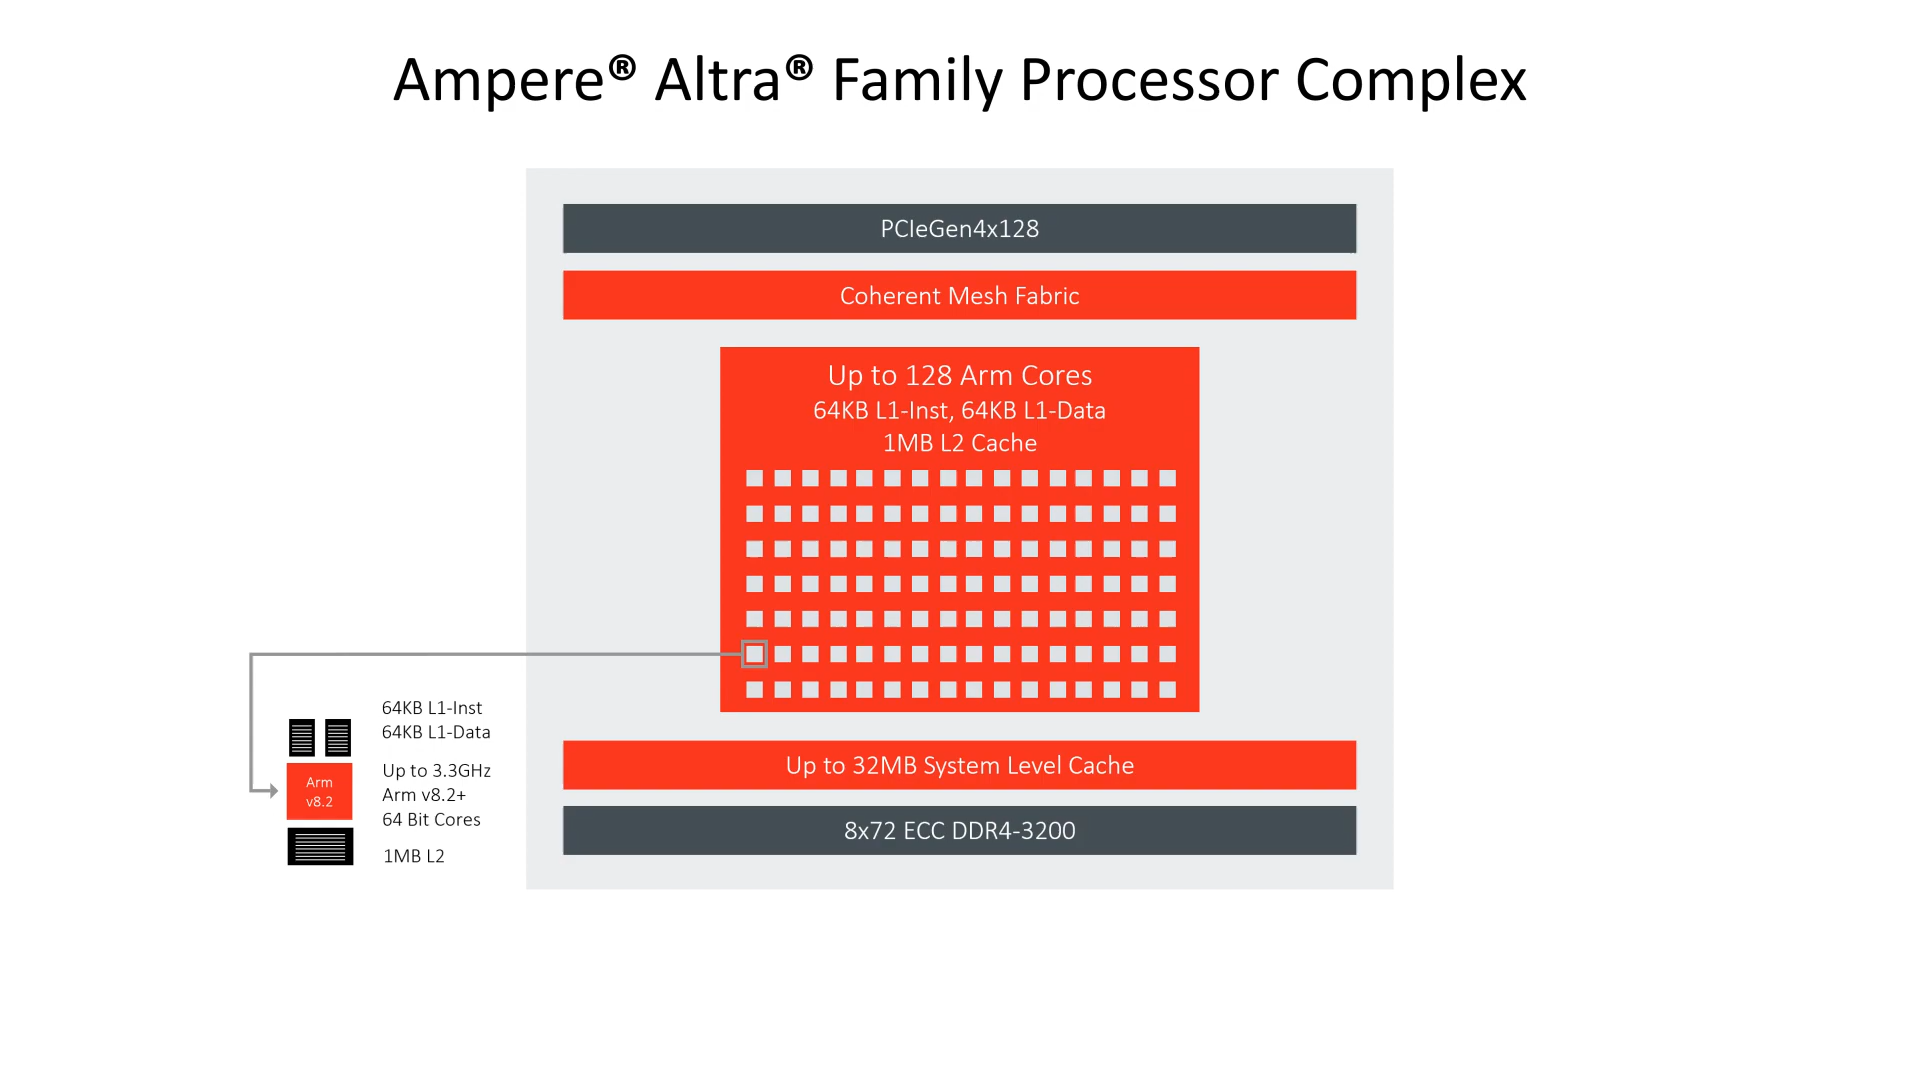 Ampere® Altra® Family Processor Complex
PCIeGen4x128
Coherent Mesh Fabric
Up to 128 Arm Cores
64KB L1-Inst, 64KB L1-Data
1MB L2 Cache
64KB L1-Inst
64KB L1-Data
Arm
v8.2
Up to 3.3GHz
Arm v8.2+
64 Bit Cores
1MB L2
Up to 32MB System Level Cache
8x72 ECC DDR4-3200